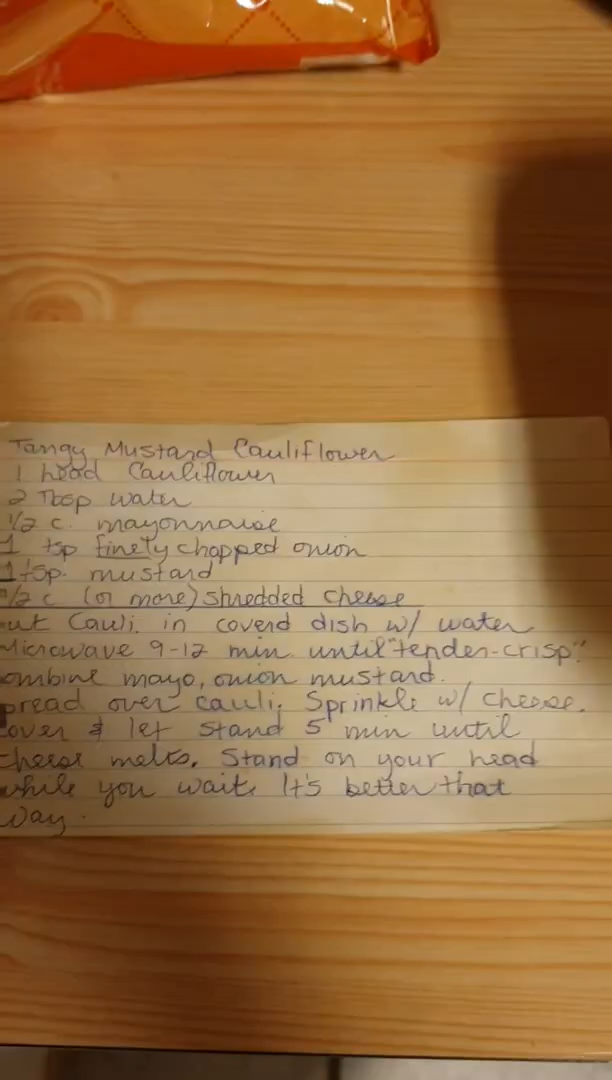 Tangy Mustard Cauliflower
1 head Cauliflower
2 Tbsp water
1/2 c. mayonnaise
1 tsp finely chopped onion
1 tsp. mustard
1/2 c (or more) shredded cheese
ut Cauli. in coverd dish w/ water
Microwave 9-12 min until "tender-crisp".
ombine mayo, onion mustard.
pread over cauli. Sprinkle w/ cheese.
over & let stand 5 min until
cheese melts. Stand on your head
while you wait. It's better that
way.